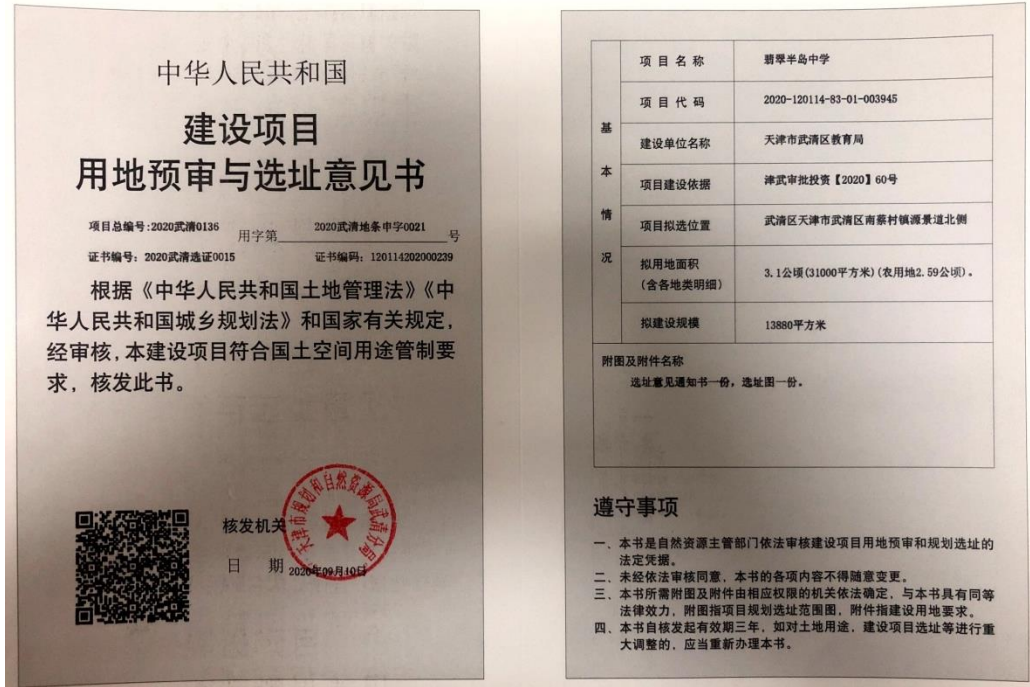 中华人民共和国
建设项目
用地预审与选址意见书
项目总编号:2020武清0136
用字第 2020武清地条申字0021 号
证书编号: 2020武清选证0015
证书编码: 120114202000239
根据《中华人民共和国土地管理法》《中
华人民共和国城乡规划法》和国家有关规定,
经审核,本建设项目符合国土空间用途管制要
求,核发此书。
核发机关
天津市规划和自然资源局武清分局
日 期 2020年09月10日
基本情况
项目名称 翡翠半岛中学
项目代码 2020-120114-83-01-003945
建设单位名称 天津市武清区教育局
项目建设依据 津武审批投资【2020】60号
项目拟选位置 武清区天津市武清区南蔡村镇源景道北侧
拟用地面积
(含各地类明细) 3.1公顷(31000平方米)(农用地2.59公顷)。
拟建设规模 13880平方米
附图及附件名称
选址意见通知书一份,选址图一份。
遵守事项
一、本书是自然资源主管部门依法审核建设项目用地预审和规划选址的
法定凭据。
二、未经依法审核同意,本书的各项内容不得随意变更。
三、本书所需附图及附件由相应权限的机关依法确定,与本书具有同等
法律效力,附图指项目规划选址范围图,附件指建设用地要求。
四、本书自核发起有效期三年,如对土地用途,建设项目选址等进行重
大调整的,应当重新办理本书。